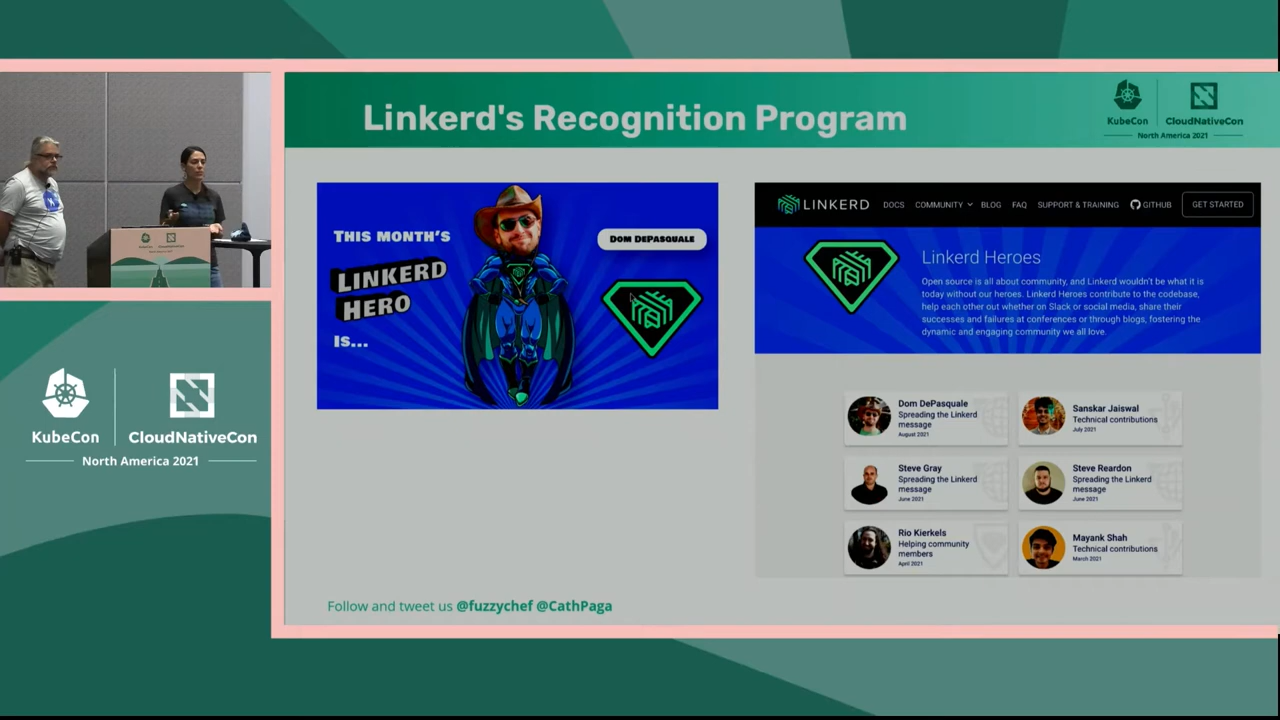 Linkerd's Recognition Program
KubeCon
CloudNativeCon
North America 2021
THIS MONTH'S
LINKERD
HERO
IS...
DOM DEPASQUALE
LINKERD
DOCS
COMMUNITY
BLOG
FAQ
SUPPORT & TRAINING
GITHUB
GET STARTED
Linkerd Heroes
Open source is all about community, and Linkerd wouldn't be what it is
today without our heroes. Linkerd Heroes contribute to the codebase,
help each other out whether on Slack or social media, share their
successes and failures at conferences or through blogs, fostering the
dynamic and engaging community we all love.
Dom DePasquale
Spreading the Linkerd
message
August 2021
Sanskar Jaiswal
Technical contributions
July 2021
Steve Gray
Spreading the Linkerd
message
June 2021
Steve Reardon
Spreading the Linkerd
message
June 2021
Rio Kierkels
Helping community
members
April 2021
Mayank Shah
Technical contributions
March 2021
Follow and tweet us @fuzzychef @CathPaga
KubeCon
CloudNativeCon
North America 2021